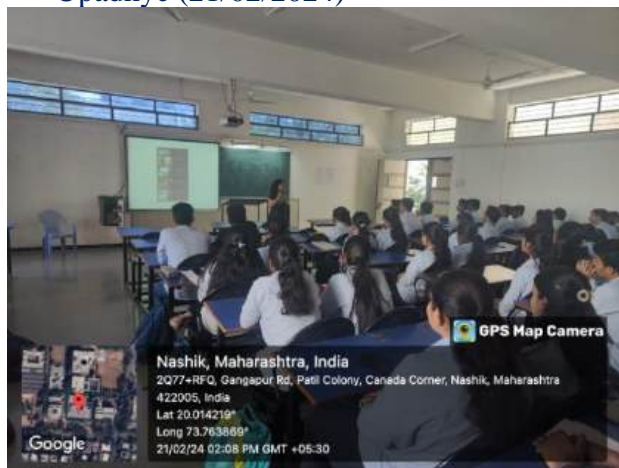 Upadhye (21/02/2024)
GPS Map Camera
Nashik, Maharashtra, India
2Q77+RFQ, Gangapur Rd, Patil Colony, Canada Corner, Nashik, Maharashtra
422005, India
Lat 20.014219°
Long 73.763869°
21/02/24 02:08 PM GMT +05:30
Google